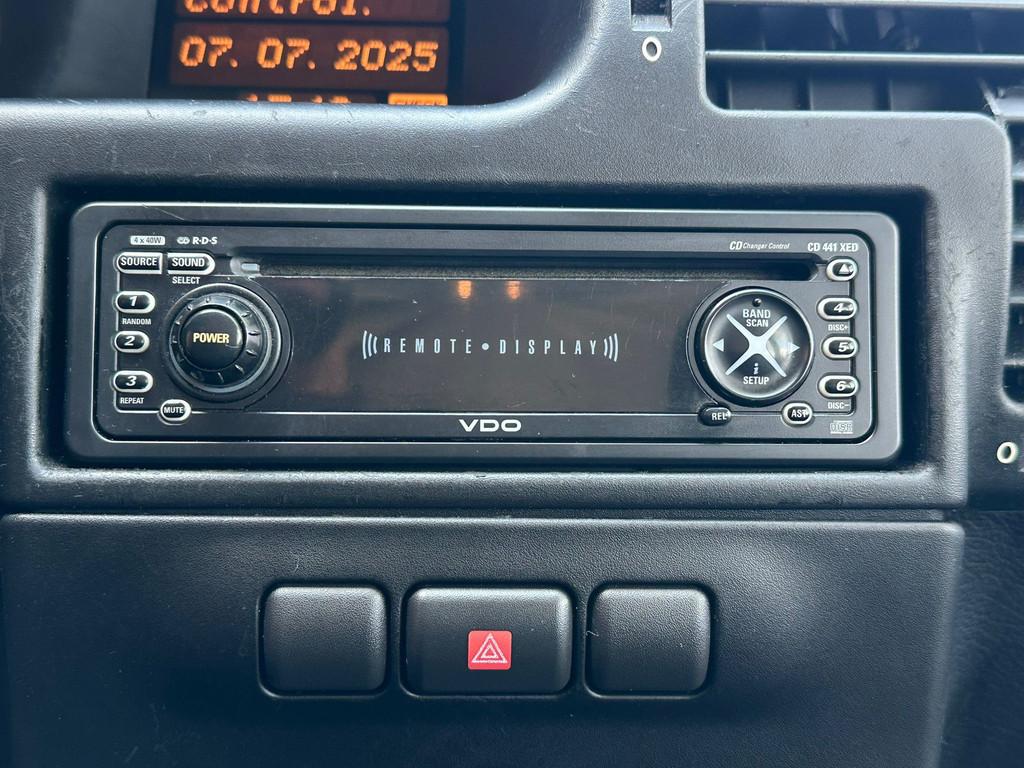 Control.
07. 07. 2025
4 x 40W R·D·S
CD Changer Control CD 441 XED
SOURCE SOUND
SELECT
1
RANDOM
2
3
REPEAT
MUTE
POWER
((( REMOTE • DISPLAY )))
VDO
BAND
SCAN
i
SETUP
4
DISC+
5
6
DISC-
REL
AST
DISC